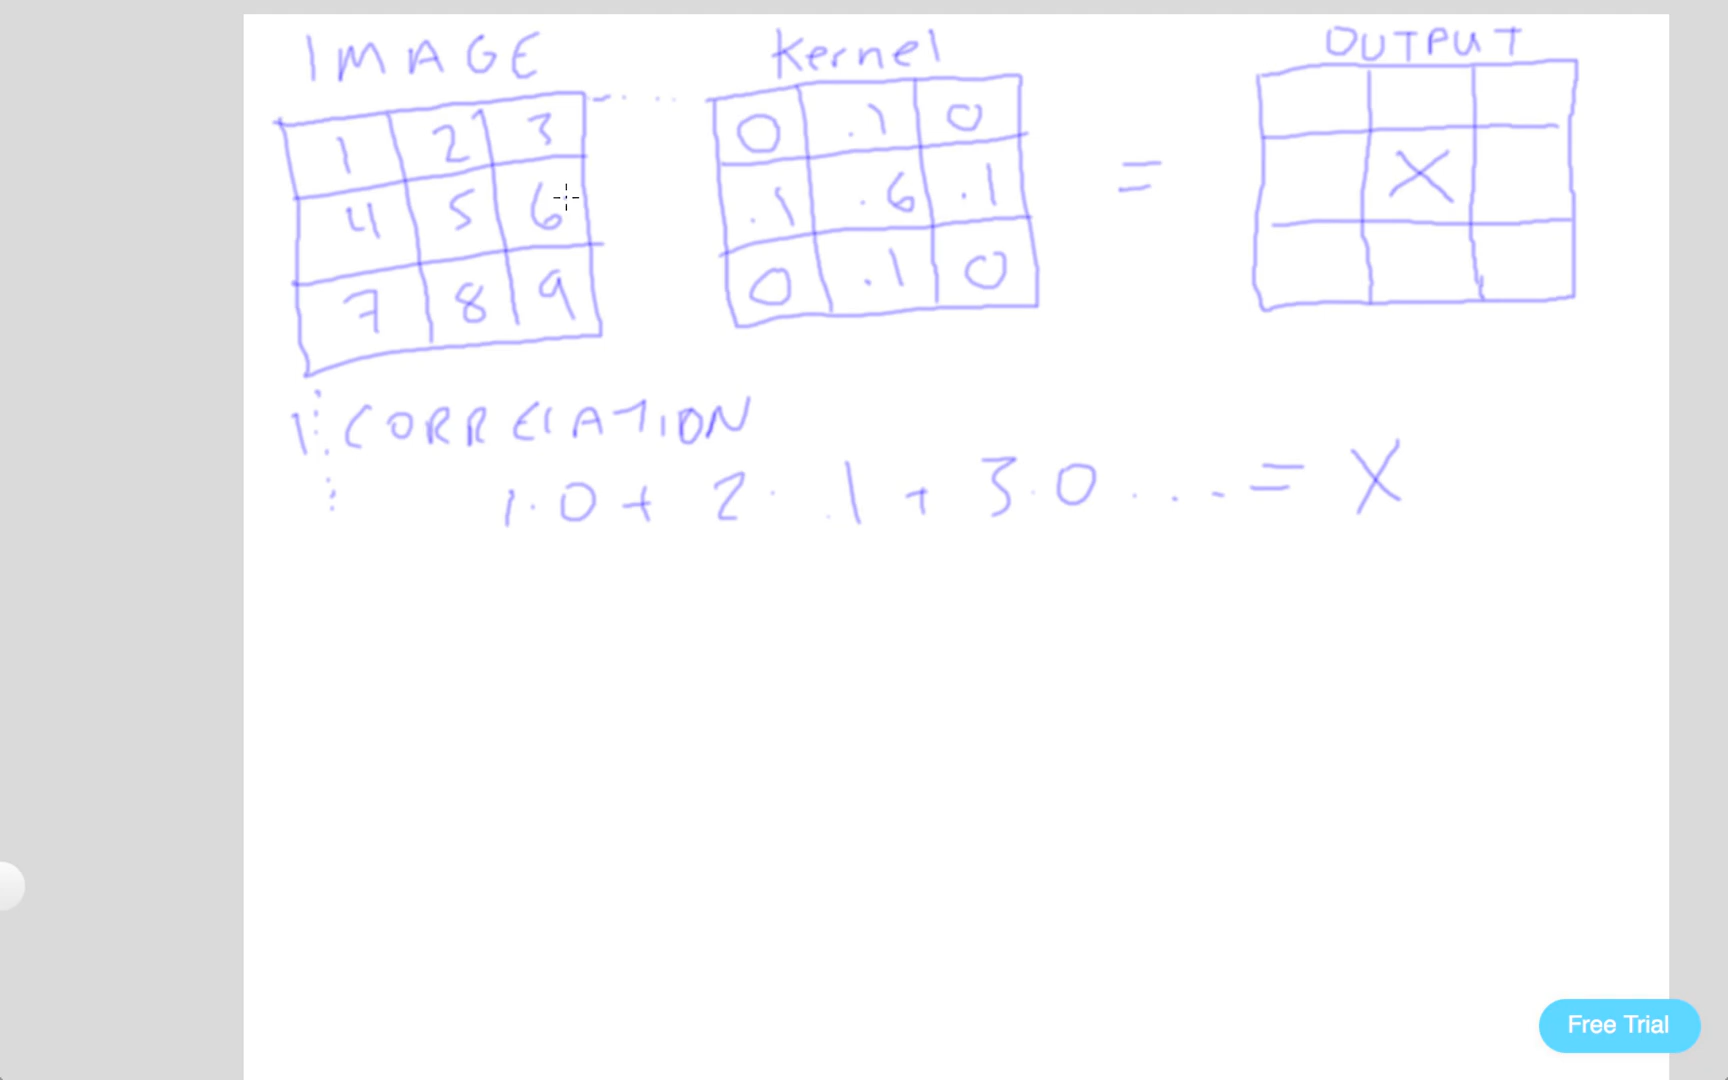 IMAGE Kernel OUTPUT
1 2 3 0 .1 0
4 5 6 .1 .6 .1 = X
7 8 9 0 .1 0
1 CORRELATION
1·0 + 2·.1 + 3·0 .... = X
Free Trial